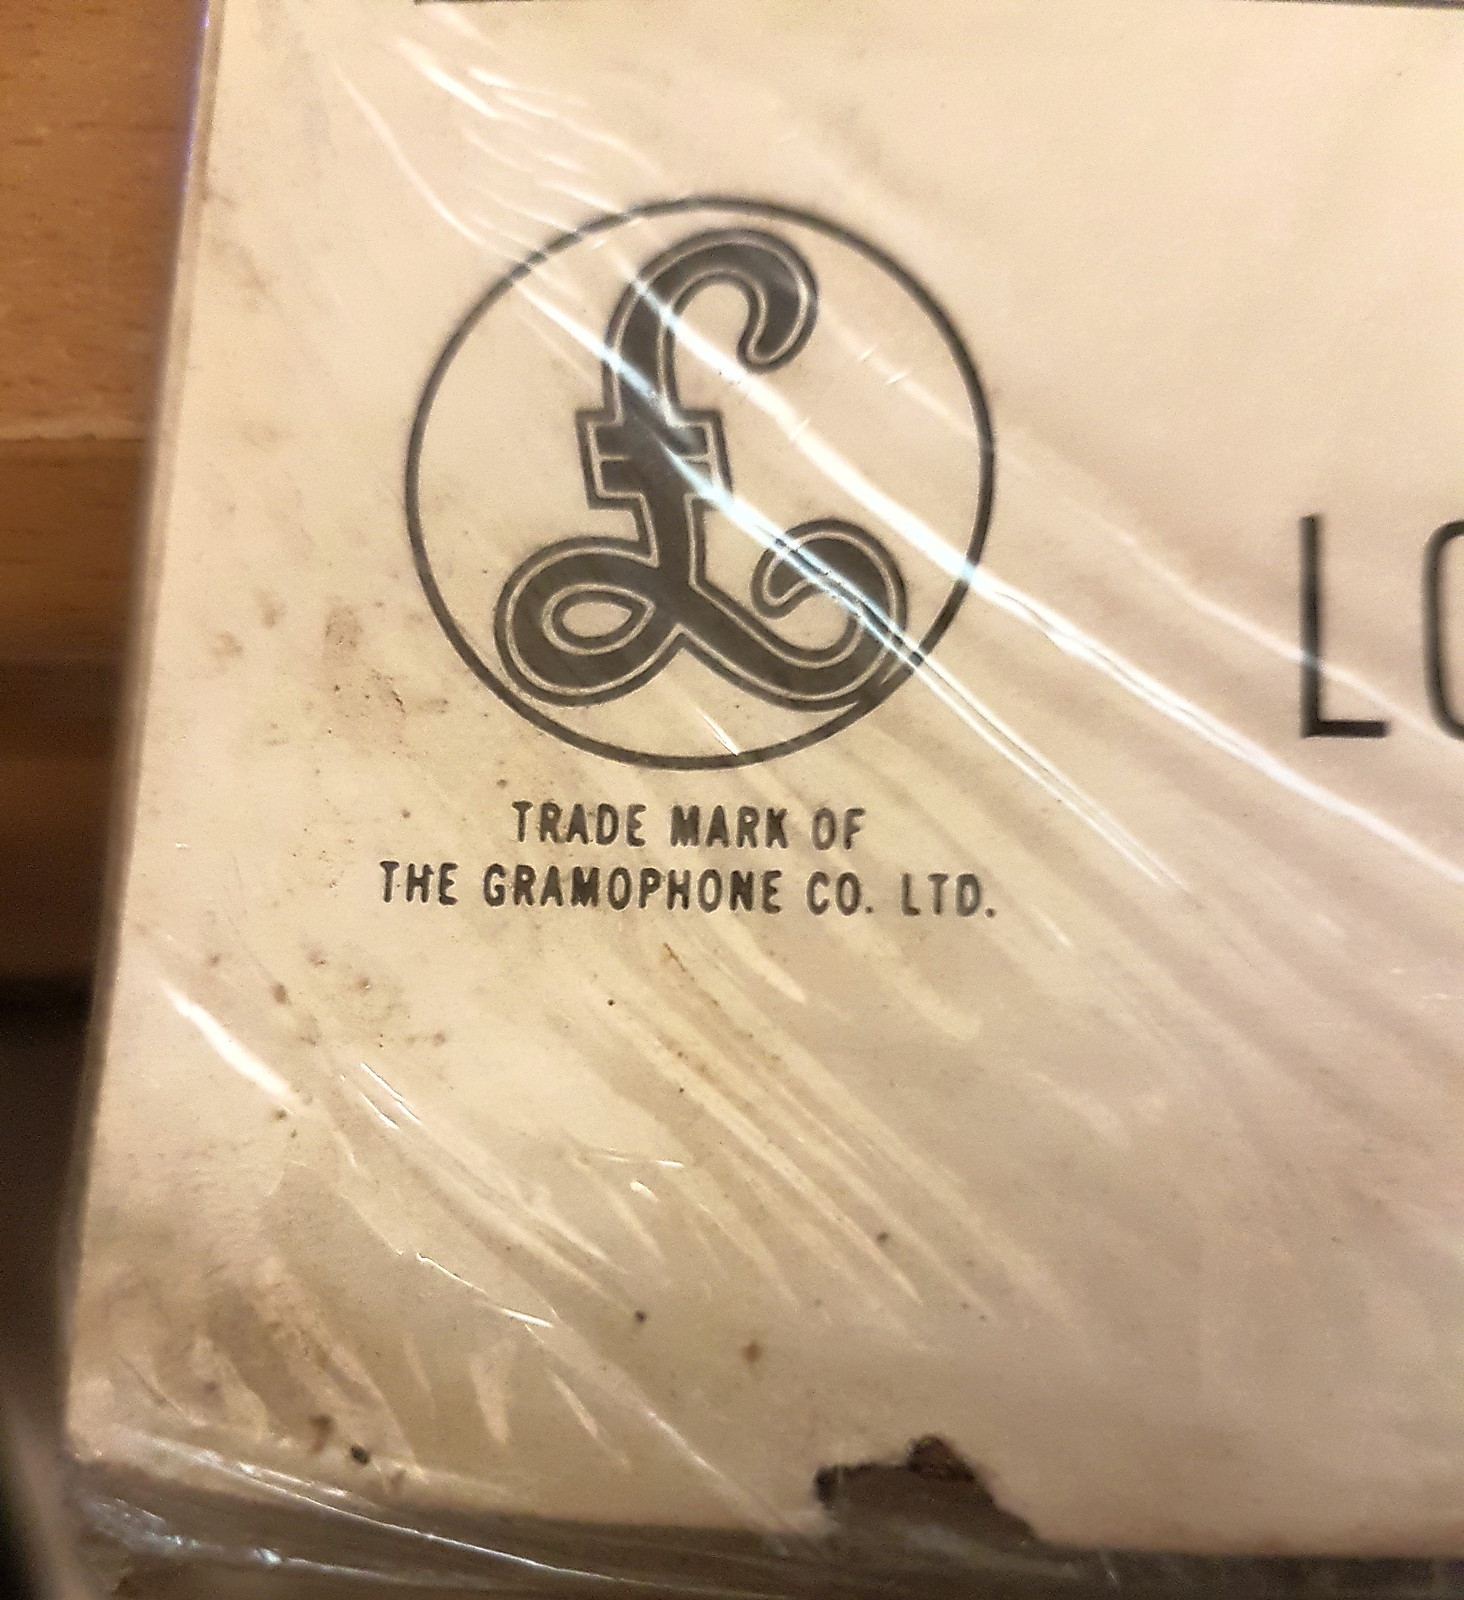 £
TRADE MARK OF
THE GRAMOPHONE CO. LTD.